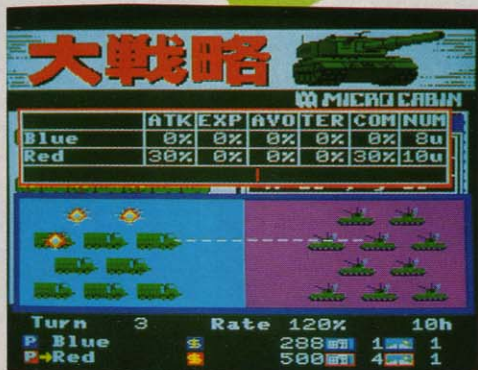 大戦略
MICRO CABIN
ATK EXP AVO TER COM NUM
Blue 0% 0% 0% 0% 0% 8u
Red 30% 0% 0% 0% 30% 10u
Turn 3 Rate 120% 10h
P Blue $ 288 1 1
P→Red $ 500 4 1